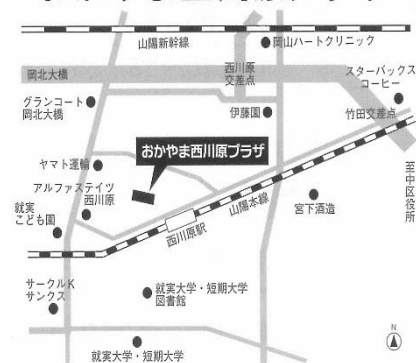 山陽新幹線
岡山ハートクリニック
岡北大橋
西川原
交差点
スターバックス
コーヒー
グランコート
岡北大橋
伊藤園
竹田交差点
おかやま西川原プラザ
ヤマト運輸
至中区役所
アルファステイツ
西川原
山陽本線
宮下酒造
就実
こども園
西川原駅
サークルK
サンクス
就実大学・短期大学
図書館
就実大学・短期大学
N